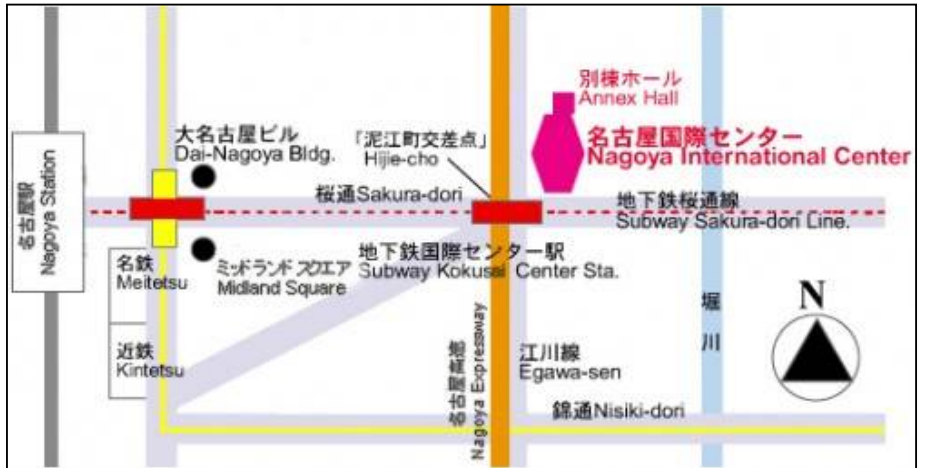 別棟ホール
Annex Hall
名古屋国際センター
Nagoya International Center
大名古屋ビル
Dai-Nagoya Bldg.
「泥江町交差点」
Hijie-cho
名古屋駅
Nagoya Station
桜通Sakura-dori
地下鉄桜通線
Subway Sakura-dori Line.
名鉄
Meitetsu
ミッドランド スクエア
Midland Square
地下鉄国際センター駅
Subway Kokusai Center Sta.
近鉄
Kintetsu
名古屋高速
Nagoya Expressway
江川線
Egawa-sen
堀川
N
錦通Nisiki-dori